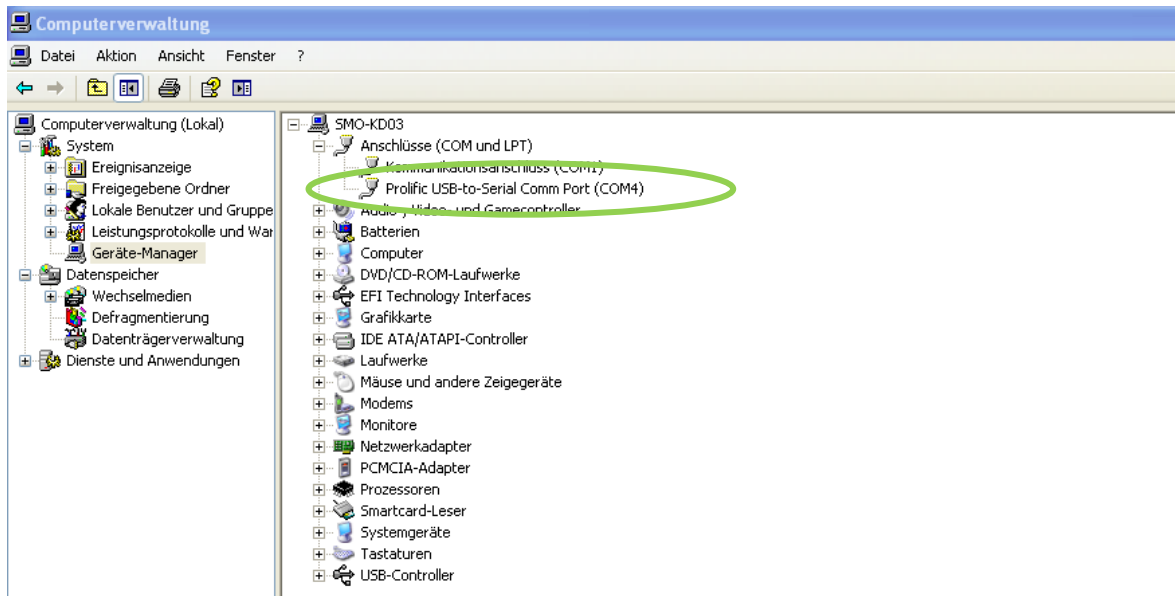 Computerverwaltung
Datei Aktion Ansicht Fenster ?
Computerverwaltung (Lokal)
System
Ereignisanzeige
Freigegebene Ordner
Lokale Benutzer und Gruppe
Leistungsprotokolle und War
Geräte-Manager
Datenspeicher
Wechselmedien
Defragmentierung
Datenträgerverwaltung
Dienste und Anwendungen
SMO-KD03
Anschlüsse (COM und LPT)
Kommunikationsanschluss (COM1)
Prolific USB-to-Serial Comm Port (COM4)
Audio-, Video- und Gamecontroller
Batterien
Computer
DVD/CD-ROM-Laufwerke
EFI Technology Interfaces
Grafikkarte
IDE ATA/ATAPI-Controller
Laufwerke
Mäuse und andere Zeigegeräte
Modems
Monitore
Netzwerkadapter
PCMCIA-Adapter
Prozessoren
Smartcard-Leser
Systemgeräte
Tastaturen
USB-Controller